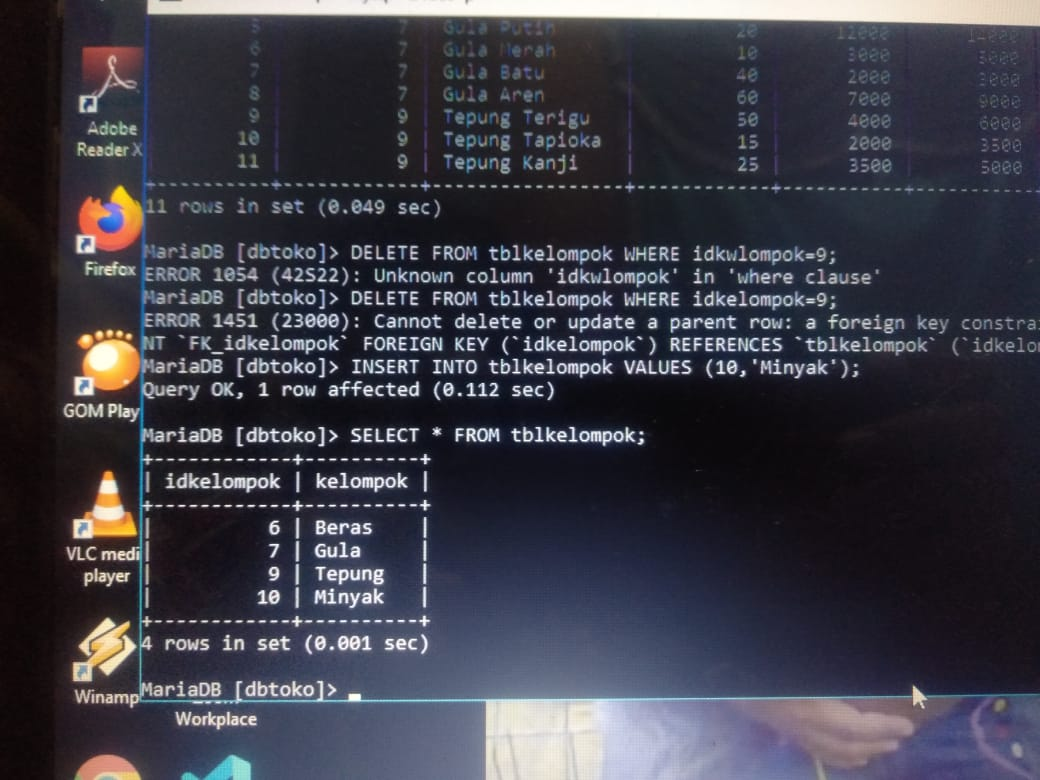 5 7 Gula Putih 20 12000 14000
6 7 Gula Merah 10 3000 5000
7 7 Gula Batu 40 2000 3000
8 7 Gula Aren 60 7000 9000
9 9 Tepung Terigu 50 4000 6000
10 9 Tepung Tapioka 15 2000 3500
11 9 Tepung Kanji 25 3500 5000
11 rows in set (0.049 sec)
MariaDB [dbtoko]> DELETE FROM tblkelompok WHERE idkwlompok=9;
ERROR 1054 (42S22): Unknown column 'idkwlompok' in 'where clause'
MariaDB [dbtoko]> DELETE FROM tblkelompok WHERE idkelompok=9;
ERROR 1451 (23000): Cannot delete or update a parent row: a foreign key constrai
NT `FK_idkelompok` FOREIGN KEY (`idkelompok`) REFERENCES `tblkelompok` (`idkelom
MariaDB [dbtoko]> INSERT INTO tblkelompok VALUES (10,'Minyak');
Query OK, 1 row affected (0.112 sec)
MariaDB [dbtoko]> SELECT * FROM tblkelompok;
+------------+----------+
| idkelompok | kelompok |
+------------+----------+
| 6 | Beras |
| 7 | Gula |
| 9 | Tepung |
| 10 | Minyak |
+------------+----------+
4 rows in set (0.001 sec)
MariaDB [dbtoko]>
Adobe
Reader X
Firefox
GOM Play
VLC medi
player
Winamp
Workplace